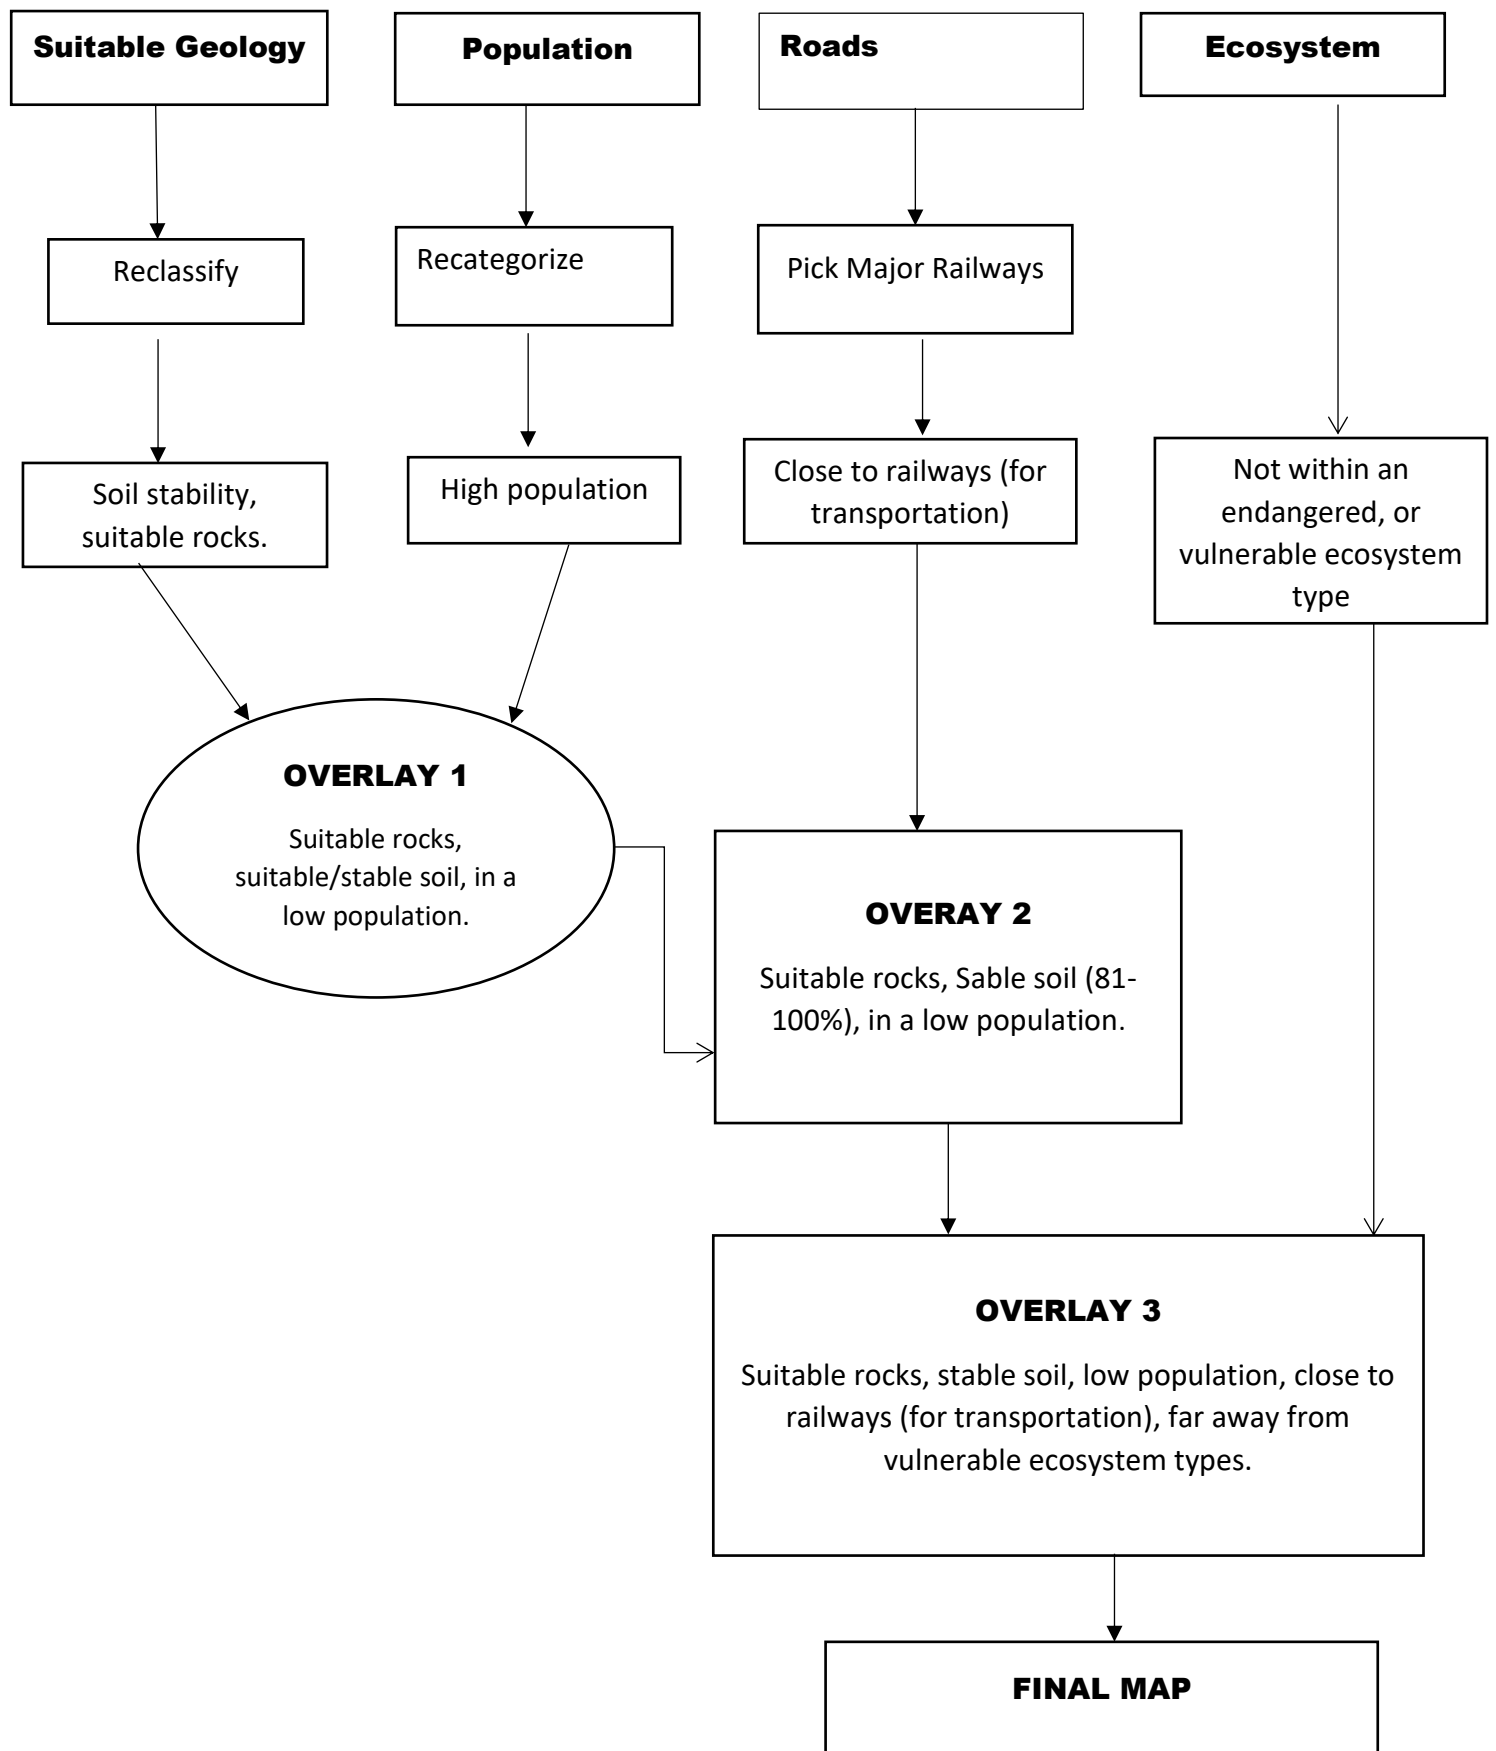 Suitable Geology
Population
Roads
Ecosystem
Reclassify
Recategorize
Pick Major Railways
Soil stability,
suitable rocks.
High population
Close to railways (for
transportation)
Not within an
endangered, or
vulnerable ecosystem
type
OVERLAY 1
Suitable rocks,
suitable/stable soil, in a
low population.
OVERAY 2
Suitable rocks, Sable soil (81-
100%), in a low population.
OVERLAY 3
Suitable rocks, stable soil, low population, close to
railways (for transportation), far away from
vulnerable ecosystem types.
FINAL MAP